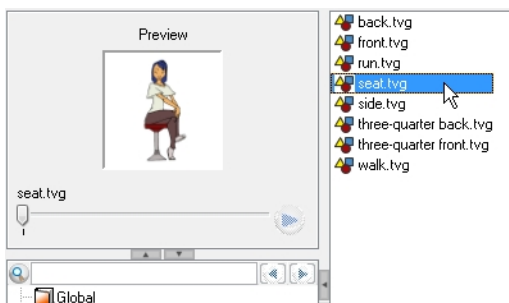 Preview
seat.tvg
Global
back.tvg
front.tvg
run.tvg
seat.tvg
side.tvg
three-quarter back.tvg
three-quarter front.tvg
walk.tvg